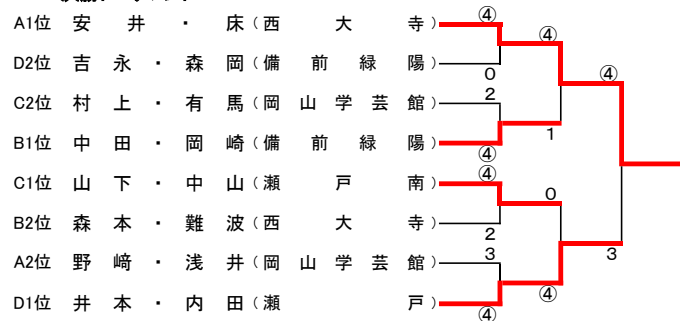 A1位 安井・床(西大寺) ④
④
D2位 吉永・森岡(備前緑陽) 0
④
C2位 村上・有馬(岡山学芸館) 2
1
B1位 中田・岡崎(備前緑陽) ④
C1位 山下・中山(瀬戸南) ④
0
B2位 森本・難波(西大寺) 2
3
A2位 野﨑・浅井(岡山学芸館) 3
④
D1位 井本・内田(瀬戸) ④